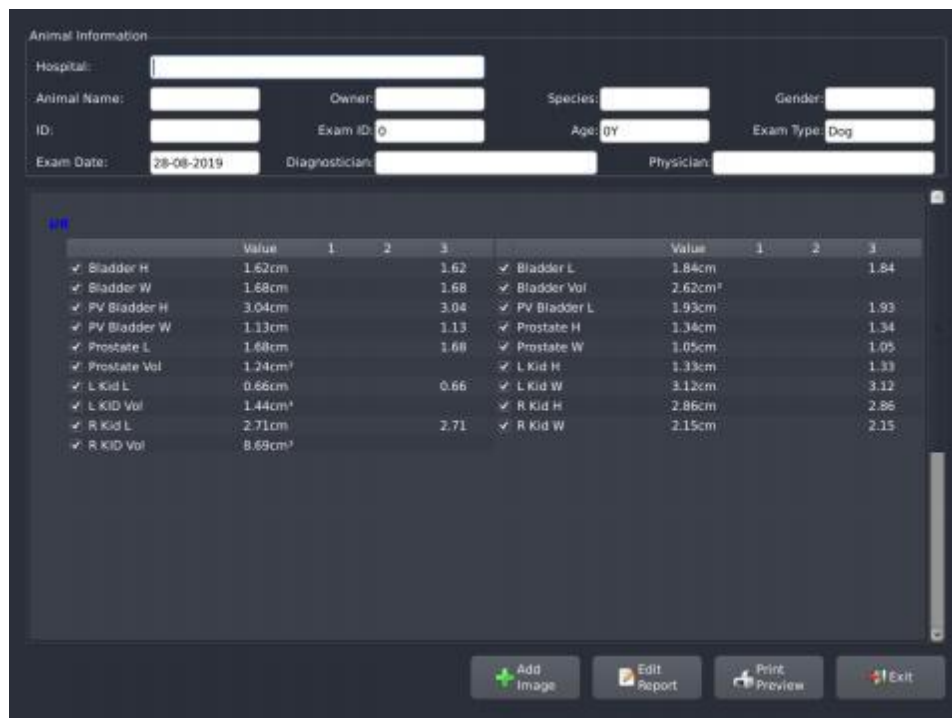 Animal Information
Hospital:
Animal Name: Owner: Species: Gender:
ID: Exam ID: 0 Age: 0Y Exam Type: Dog
Exam Date: 28-08-2019 Diagnostician: Physician:
UR
Value 1 2 3 Value 1 2 3
✓ Bladder H 1.62cm 1.62 ✓ Bladder L 1.84cm 1.84
✓ Bladder W 1.68cm 1.68 ✓ Bladder Vol 2.62cm³
✓ PV Bladder H 3.04cm 3.04 ✓ PV Bladder L 1.93cm 1.93
✓ PV Bladder W 1.13cm 1.13 ✓ Prostate H 1.34cm 1.34
✓ Prostate L 1.68cm 1.68 ✓ Prostate W 1.05cm 1.05
✓ Prostate Vol 1.24cm³ ✓ L Kid H 1.33cm 1.33
✓ L Kid L 0.66cm 0.66 ✓ L Kid W 3.12cm 3.12
✓ L KID Vol 1.44cm³ ✓ R Kid H 2.86cm 2.86
✓ R Kid L 2.71cm 2.71 ✓ R Kid W 2.15cm 2.15
✓ R KID Vol 8.69cm³
Add Image
Edit Report
Print Preview
Exit